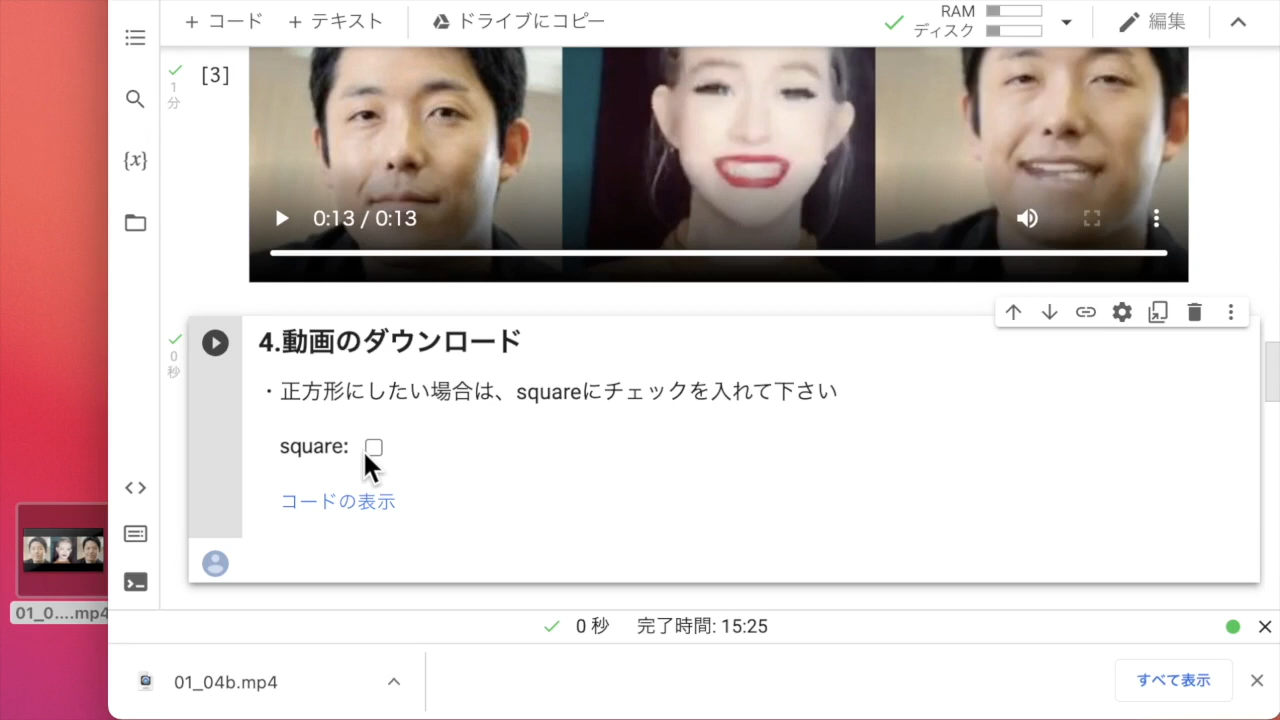 + コード + テキスト ドライブにコピー
RAM
ディスク
編集
[3]
1
分
{x}
0:13 / 0:13
0
秒
4.動画のダウンロード
・正方形にしたい場合は、squareにチェックを入れて下さい
square:
コードの表示
01_0....mp4
0 秒 完了時間: 15:25
01_04b.mp4
すべて表示